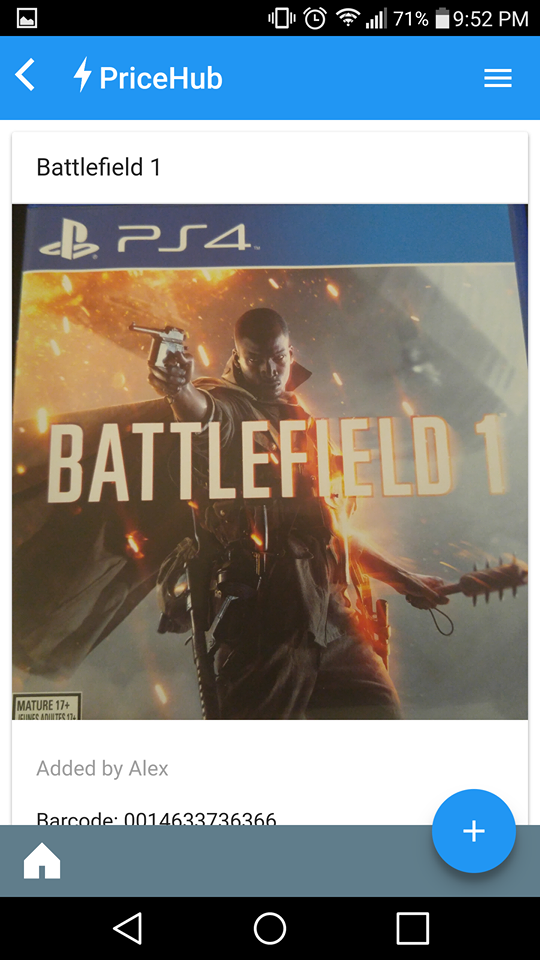 71% 9:52 PM
PriceHub
Battlefield 1
PS4
BATTLEFIELD 1
MATURE 17+
JEUNES ADULTES 17+
Added by Alex
Barcode: 0014633736366